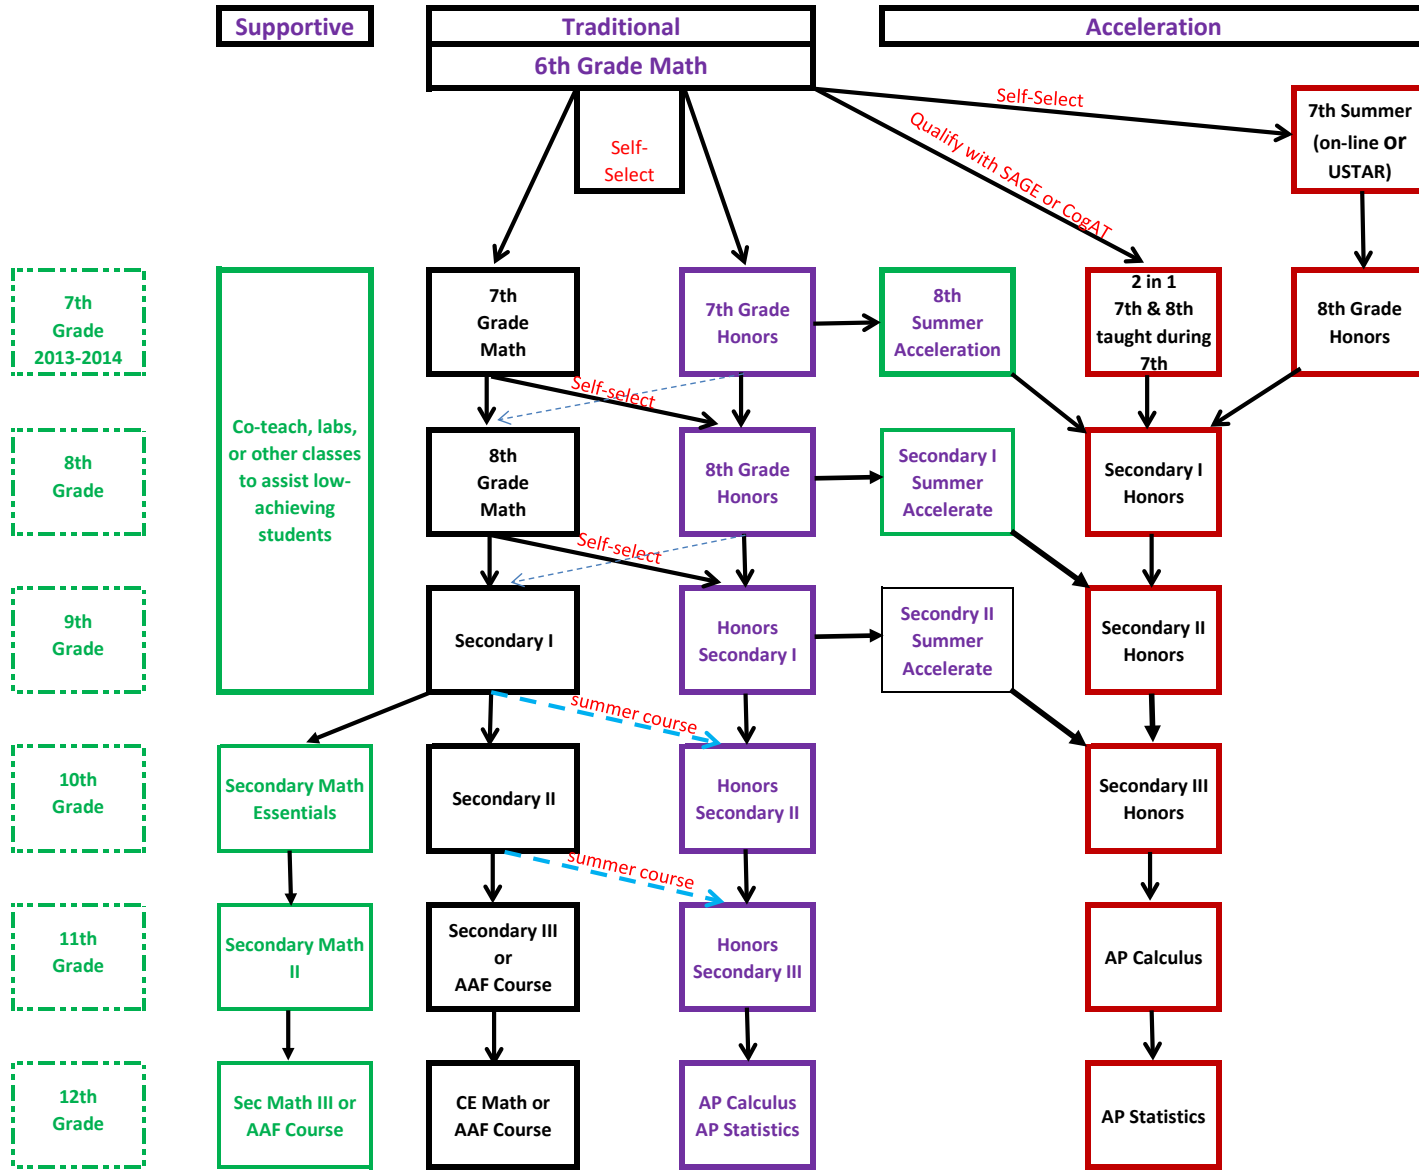 Supportive
Traditional
Acceleration
6th Grade Math
Self-
Select
Self-Select
Qualify with SAGE or CogAT
7th Summer
(on-line or
USTAR)
7th
Grade
2013-2014
Co-teach, labs,
or other classes
to assist low-
achieving
students
7th
Grade
Math
7th Grade
Honors
8th
Summer
Acceleration
2 in 1
7th & 8th
taught during
7th
8th Grade
Honors
Self-select
8th
Grade
8th
Grade
Math
8th Grade
Honors
Secondary I
Summer
Accelerate
Secondary I
Honors
Self-select
9th
Grade
Secondary I
Honors
Secondary I
Secondry II
Summer
Accelerate
Secondary II
Honors
summer course
10th
Grade
Secondary Math
Essentials
Secondary II
Honors
Secondary II
Secondary III
Honors
summer course
11th
Grade
Secondary Math
II
Secondary III
or
AAF Course
Honors
Secondary III
AP Calculus
12th
Grade
Sec Math III or
AAF Course
CE Math or
AAF Course
AP Calculus
AP Statistics
AP Statistics